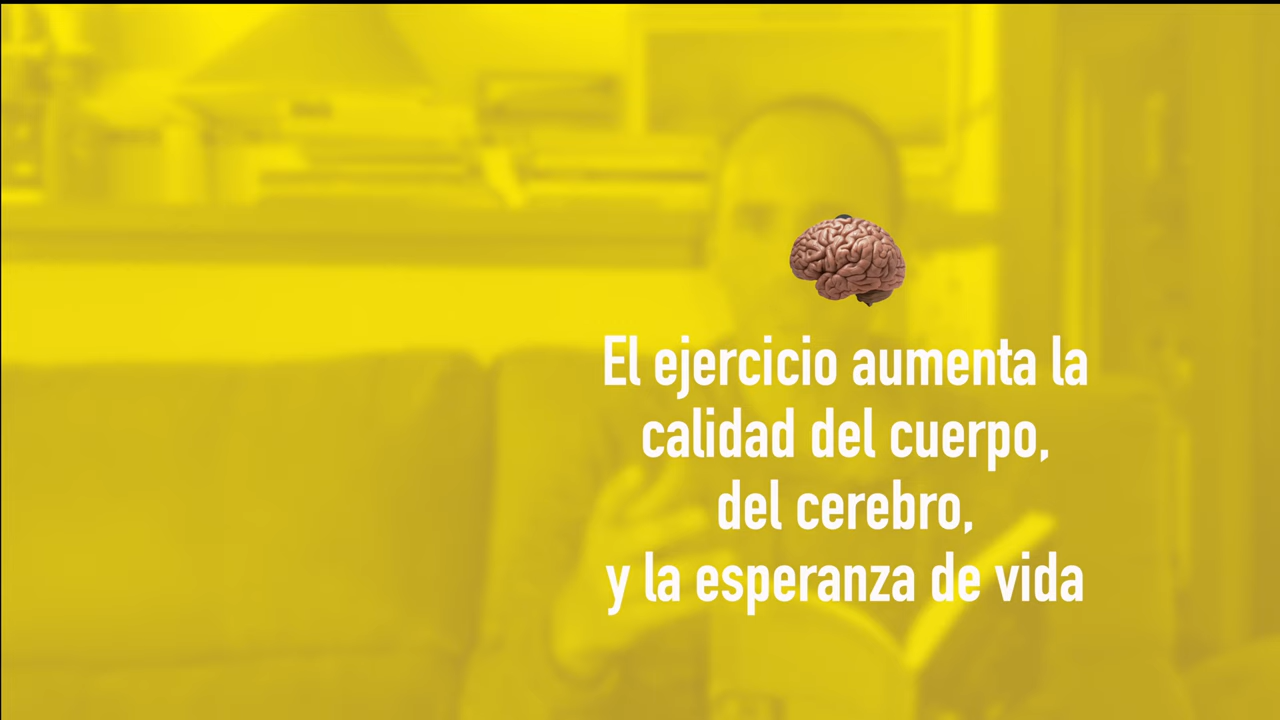 El ejercicio aumenta la
calidad del cuerpo,
del cerebro,
y la esperanza de vida